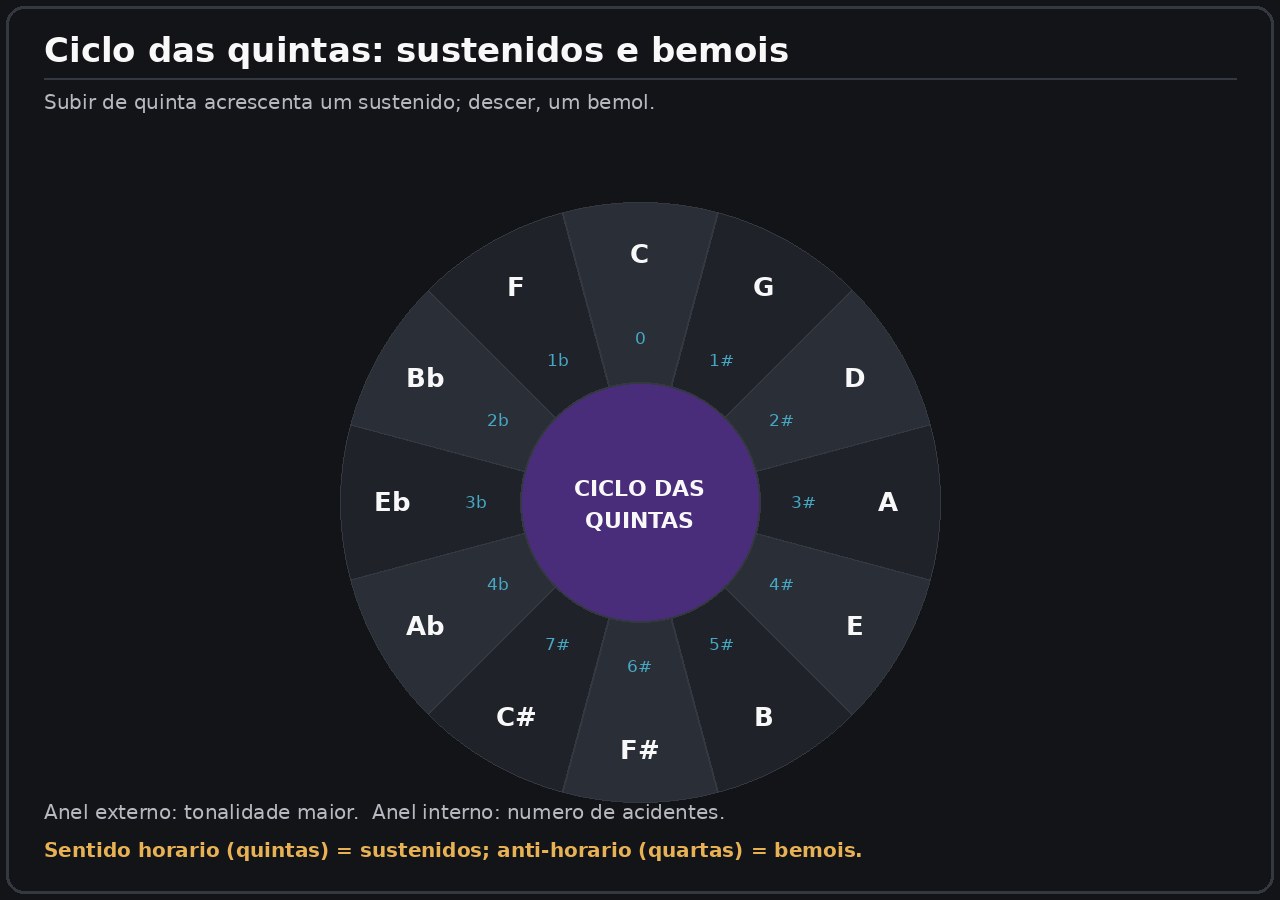 Ciclo das quintas: sustenidos e bemois
Subir de quinta acrescenta um sustenido; descer, um bemol.
C
0
G
1#
D
2#
A
3#
E
4#
B
5#
F#
6#
C#
7#
Ab
4b
Eb
3b
Bb
2b
F
1b
CICLO DAS
QUINTAS
Anel externo: tonalidade maior.  Anel interno: numero de acidentes.
Sentido horario (quintas) = sustenidos; anti-horario (quartas) = bemois.